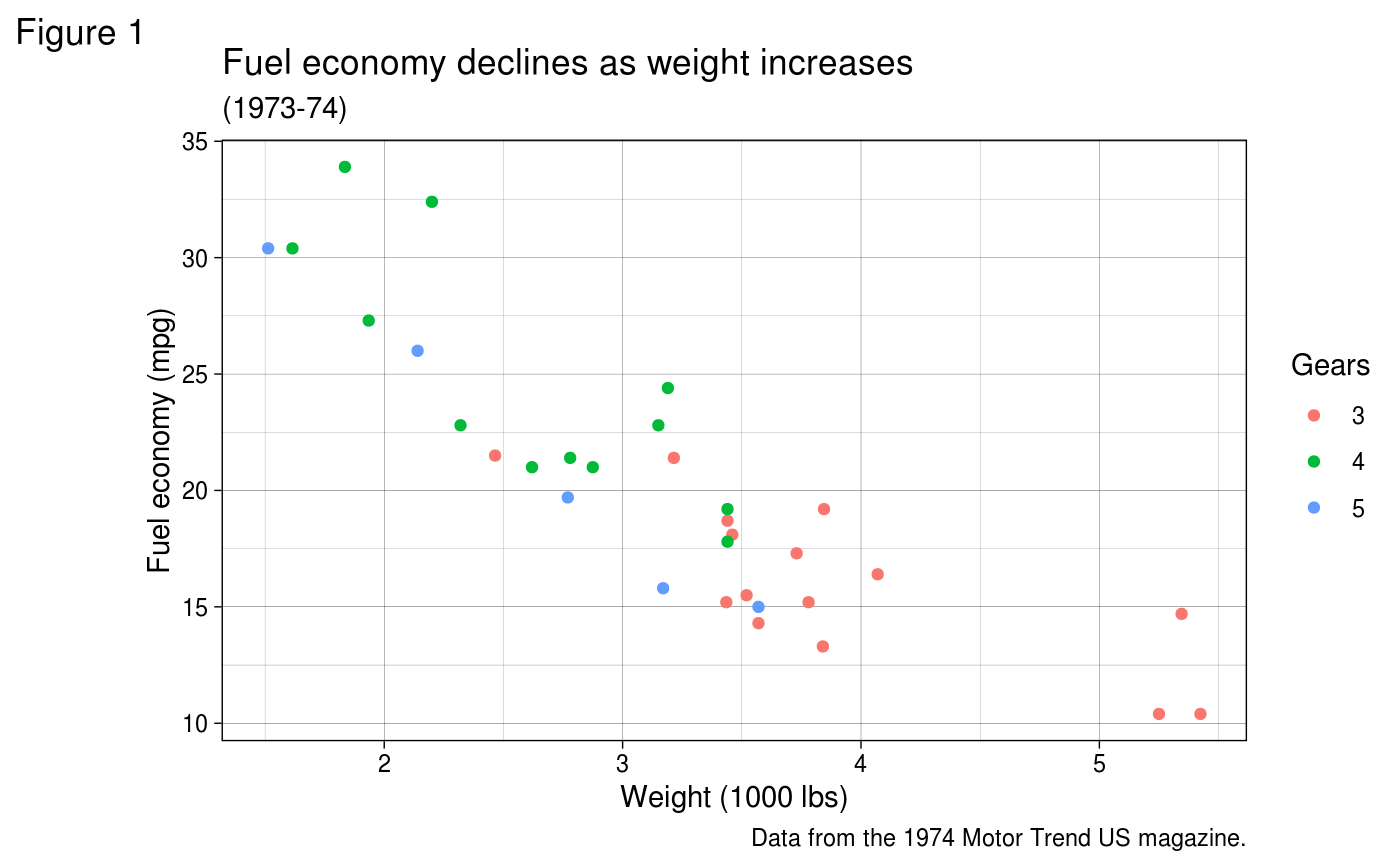 Figure 1
Fuel economy declines as weight increases
(1973-74)
35
30
25
20
15
10
Fuel economy (mpg)
2 3 4 5
Weight (1000 lbs)
Gears
3
4
5
Data from the 1974 Motor Trend US magazine.